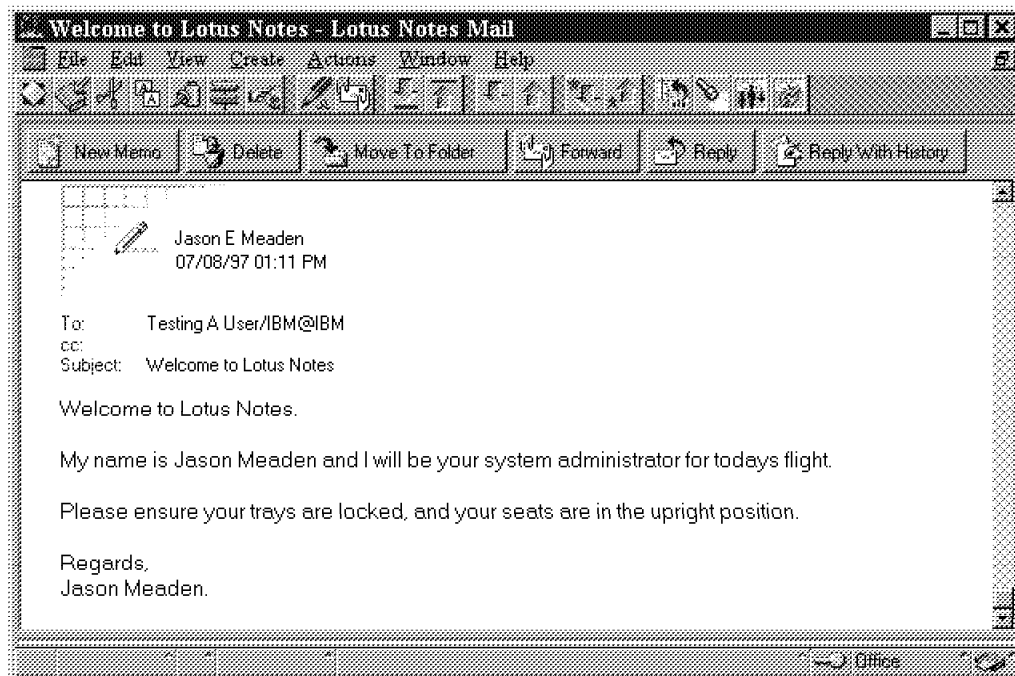 Welcome to Lotus Notes - Lotus Notes Mail
File Edit View Create Actions Window Help
New Memo Delete Move To Folder Forward Reply Reply With History
Jason E Meaden
07/08/97 01:11 PM
To: Testing A User/IBM@IBM
cc:
Subject: Welcome to Lotus Notes
Welcome to Lotus Notes.
My name is Jason Meaden and I will be your system administrator for todays flight.
Please ensure your trays are locked, and your seats are in the upright position.
Regards,
Jason Meaden.
Office